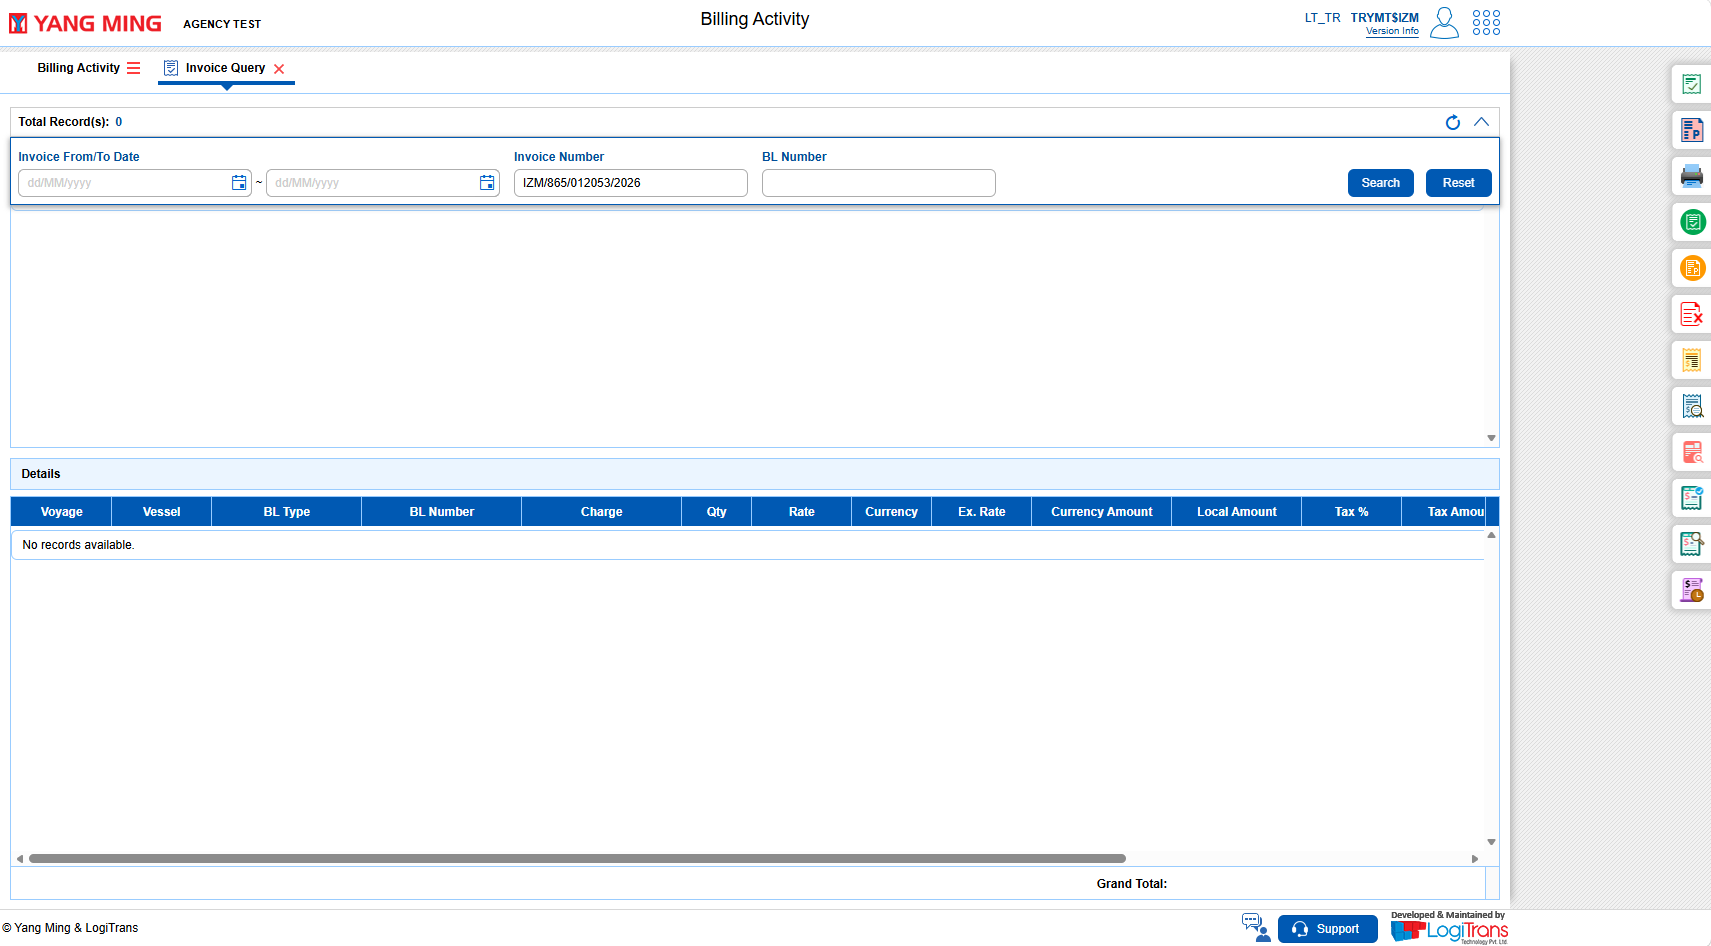 YANG MING
AGENCY TEST
Billing Activity
LT_TR TRYMT$IZM
Version Info
Billing Activity
Invoice Query
Total Record(s): 0
Invoice From/To Date
Invoice Number
BL Number
dd/MM/yyyy ~ dd/MM/yyyy
IZM/865/012053/2026
Search
Reset
Details
Voyage Vessel BL Type BL Number Charge Qty Rate Currency Ex. Rate Currency Amount Local Amount Tax % Tax Amou
No records available.
Grand Total:
© Yang Ming & LogiTrans
Support
Developed & Maintained by
LogiTrans
Technology Pvt. Ltd.